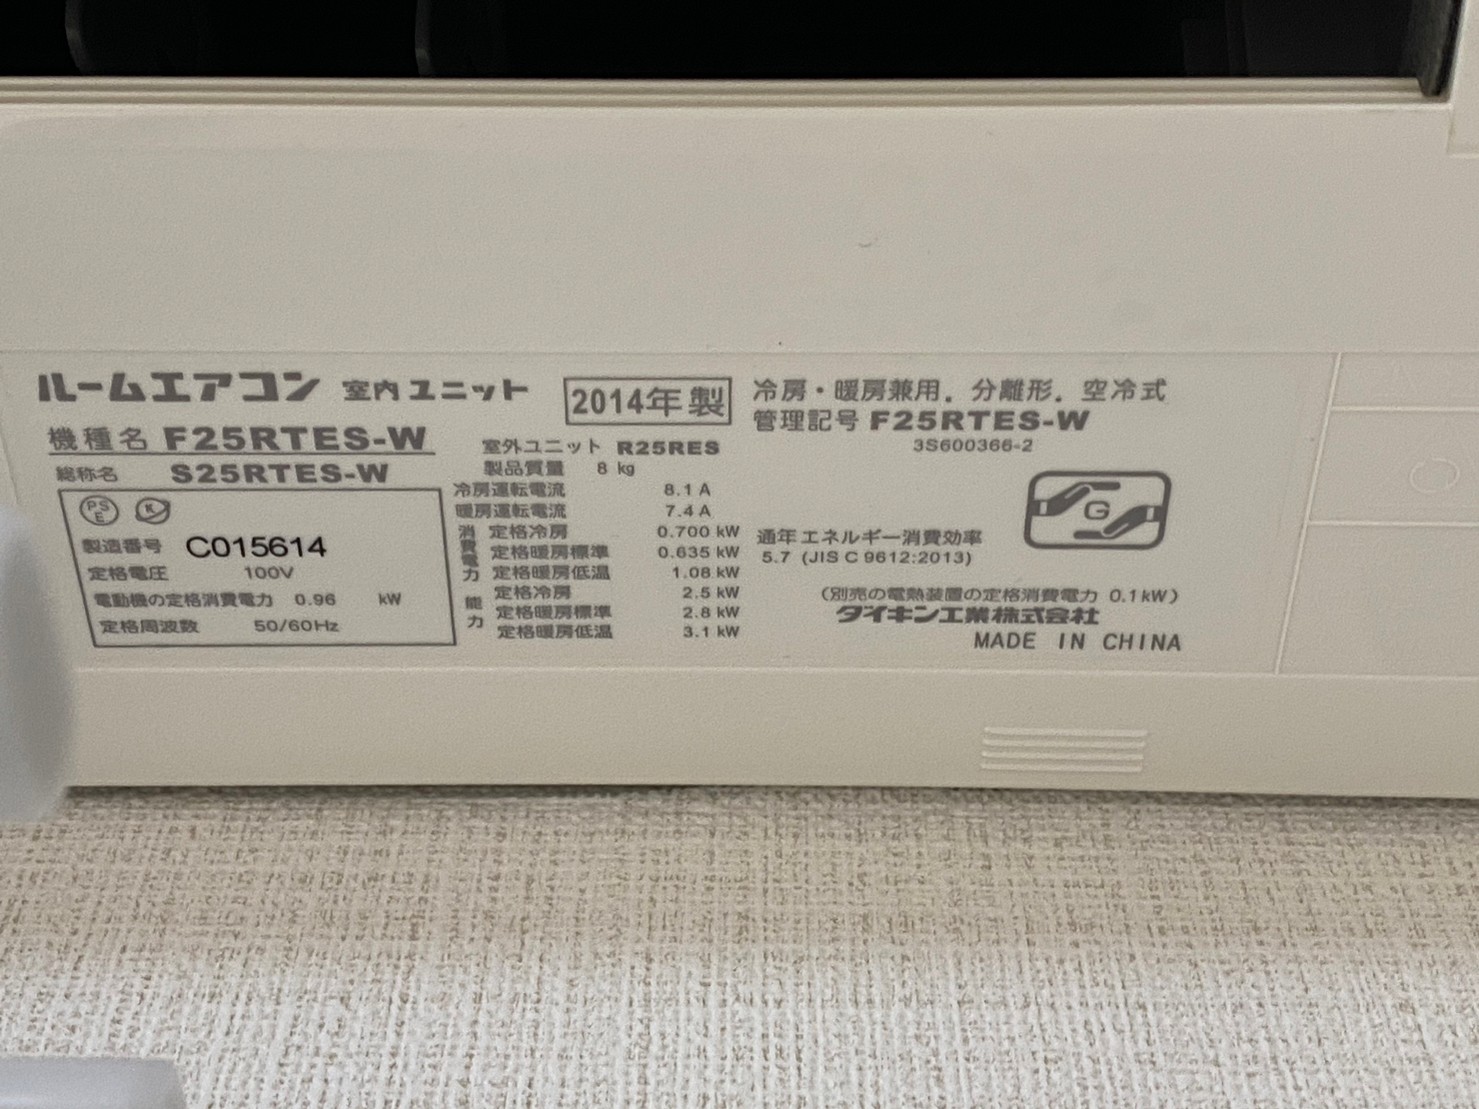 ルームエアコン 室内ユニット 2014年 製
機種名 F25RTES-W
総称名 S25RTES-W
PS
E
K
製造番号 C015614
定格電圧 100V
電動機の定格消費電力 0.96 kW
定格周波数 50/60Hz
室外ユニット R25RES
製品質量 8 kg
冷房運転電流 8.1 A
暖房運転電流 7.4 A
消費電力 定格冷房 0.700 kW
定格暖房標準 0.635 kW
定格暖房低温 1.08 kW
能力 定格冷房 2.5 kW
定格暖房標準 2.8 kW
定格暖房低温 3.1 kW
冷房・暖房兼用．分離形．空冷式
管理記号 F25RTES-W
3S600366-2
G
通年エネルギー消費効率
5.7 (JIS C 9612:2013)
(別売の電熱装置の定格消費電力 0.1kW)
ダイキン工業株式会社
MADE IN CHINA